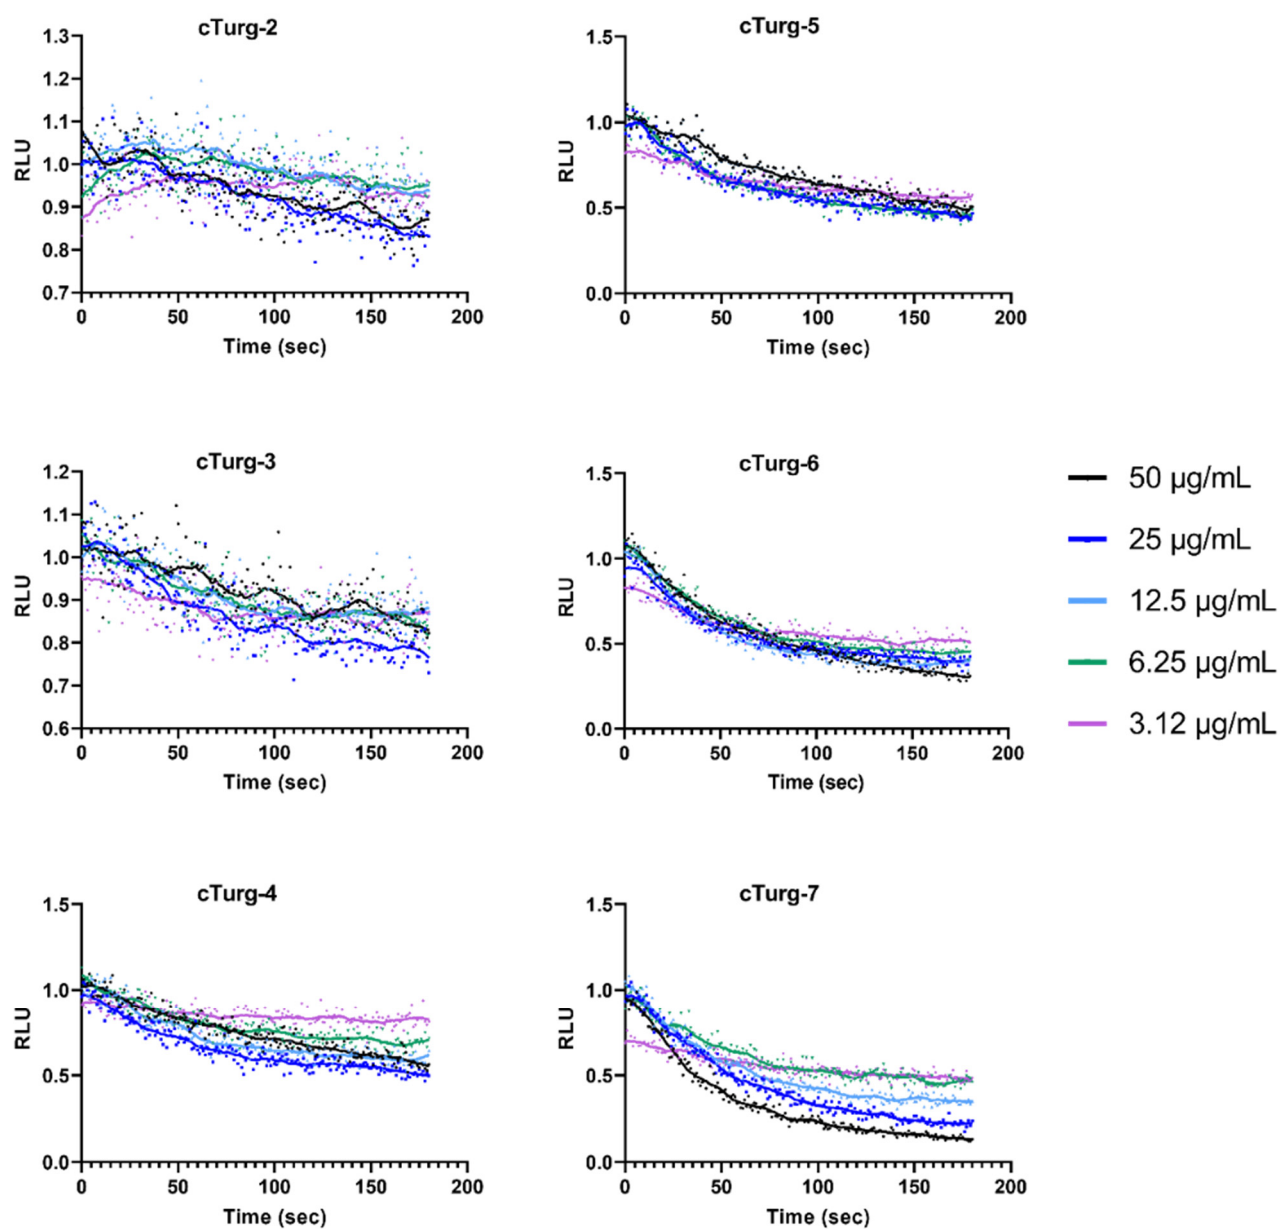 cTurg-2
1.3
1.2
1.1
1.0
0.9
0.8
0.7
RLU
0 50 100 150 200
Time (sec)
cTurg-5
1.5
1.0
0.5
0.0
RLU
0 50 100 150 200
Time (sec)
cTurg-3
1.2
1.1
1.0
0.9
0.8
0.7
0.6
RLU
0 50 100 150 200
Time (sec)
cTurg-6
1.5
1.0
0.5
0.0
RLU
0 50 100 150 200
Time (sec)
50 µg/mL
25 µg/mL
12.5 µg/mL
6.25 µg/mL
3.12 µg/mL
cTurg-4
1.5
1.0
0.5
0.0
RLU
0 50 100 150 200
Time (sec)
cTurg-7
1.5
1.0
0.5
0.0
RLU
0 50 100 150 200
Time (sec)